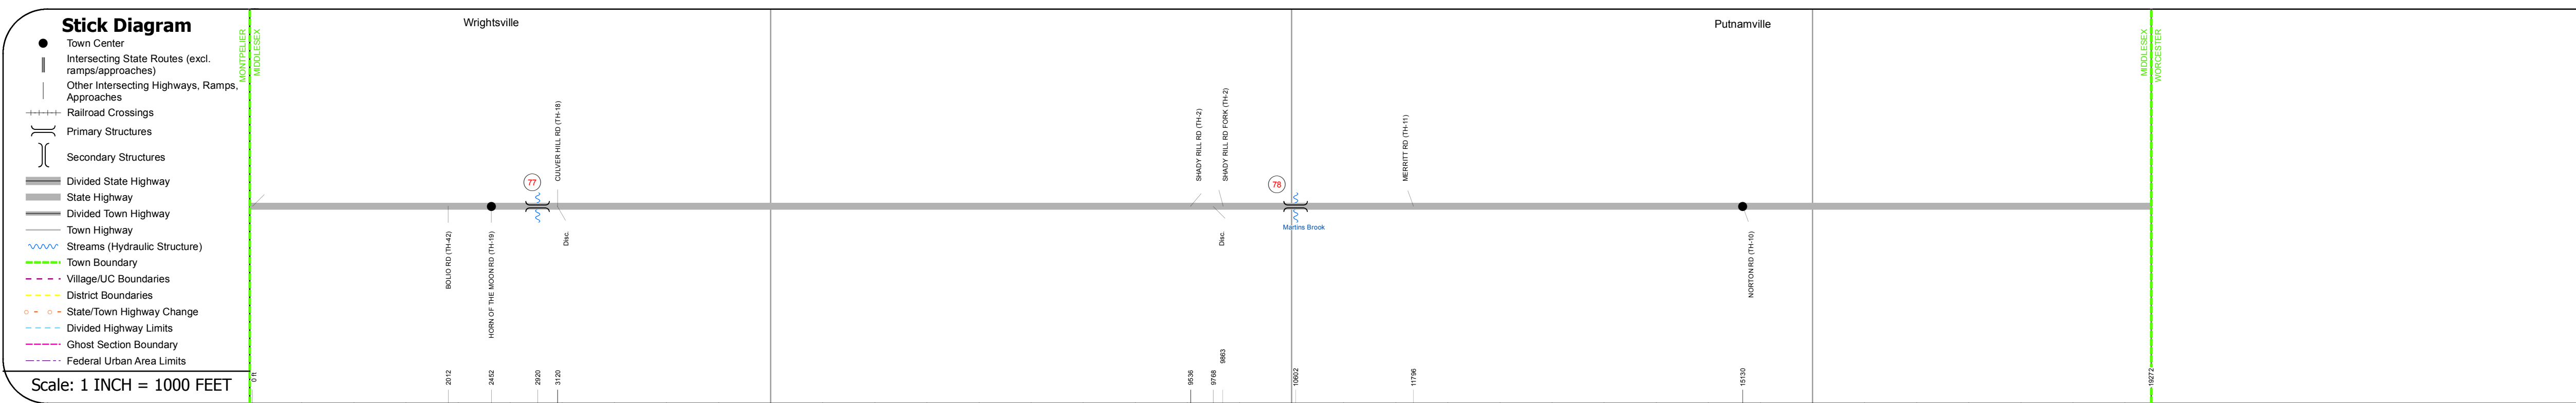 Stick Diagram
Town Center
Intersecting State Routes (excl.
ramps/approaches)
Other Intersecting Highways, Ramps,
Approaches
Railroad Crossings
Primary Structures
Secondary Structures
Divided State Highway
State Highway
Divided Town Highway
Town Highway
Streams (Hydraulic Structure)
Town Boundary
Village/UC Boundaries
District Boundaries
State/Town Highway Change
Divided Highway Limits
Ghost Section Boundary
Federal Urban Area Limits
Scale: 1 INCH = 1000 FEET
MONTPELIER
MIDDLESEX
Wrightsville
Putnamville
MIDDLESEX
WORCESTER
BOLIO RD (TH-42)
HORN OF THE MOON RD (TH-19)
77
CULVER HILL RD (TH-18)
Disc.
SHADY RILL RD (TH-2)
Disc.
SHADY RILL RD FORK (TH-2)
78
Martins Brook
MERRITT RD (TH-11)
NORTON RD (TH-10)
0 ft
2012
2452
2920
3120
9536
9768
9863
10602
11796
15130
19272